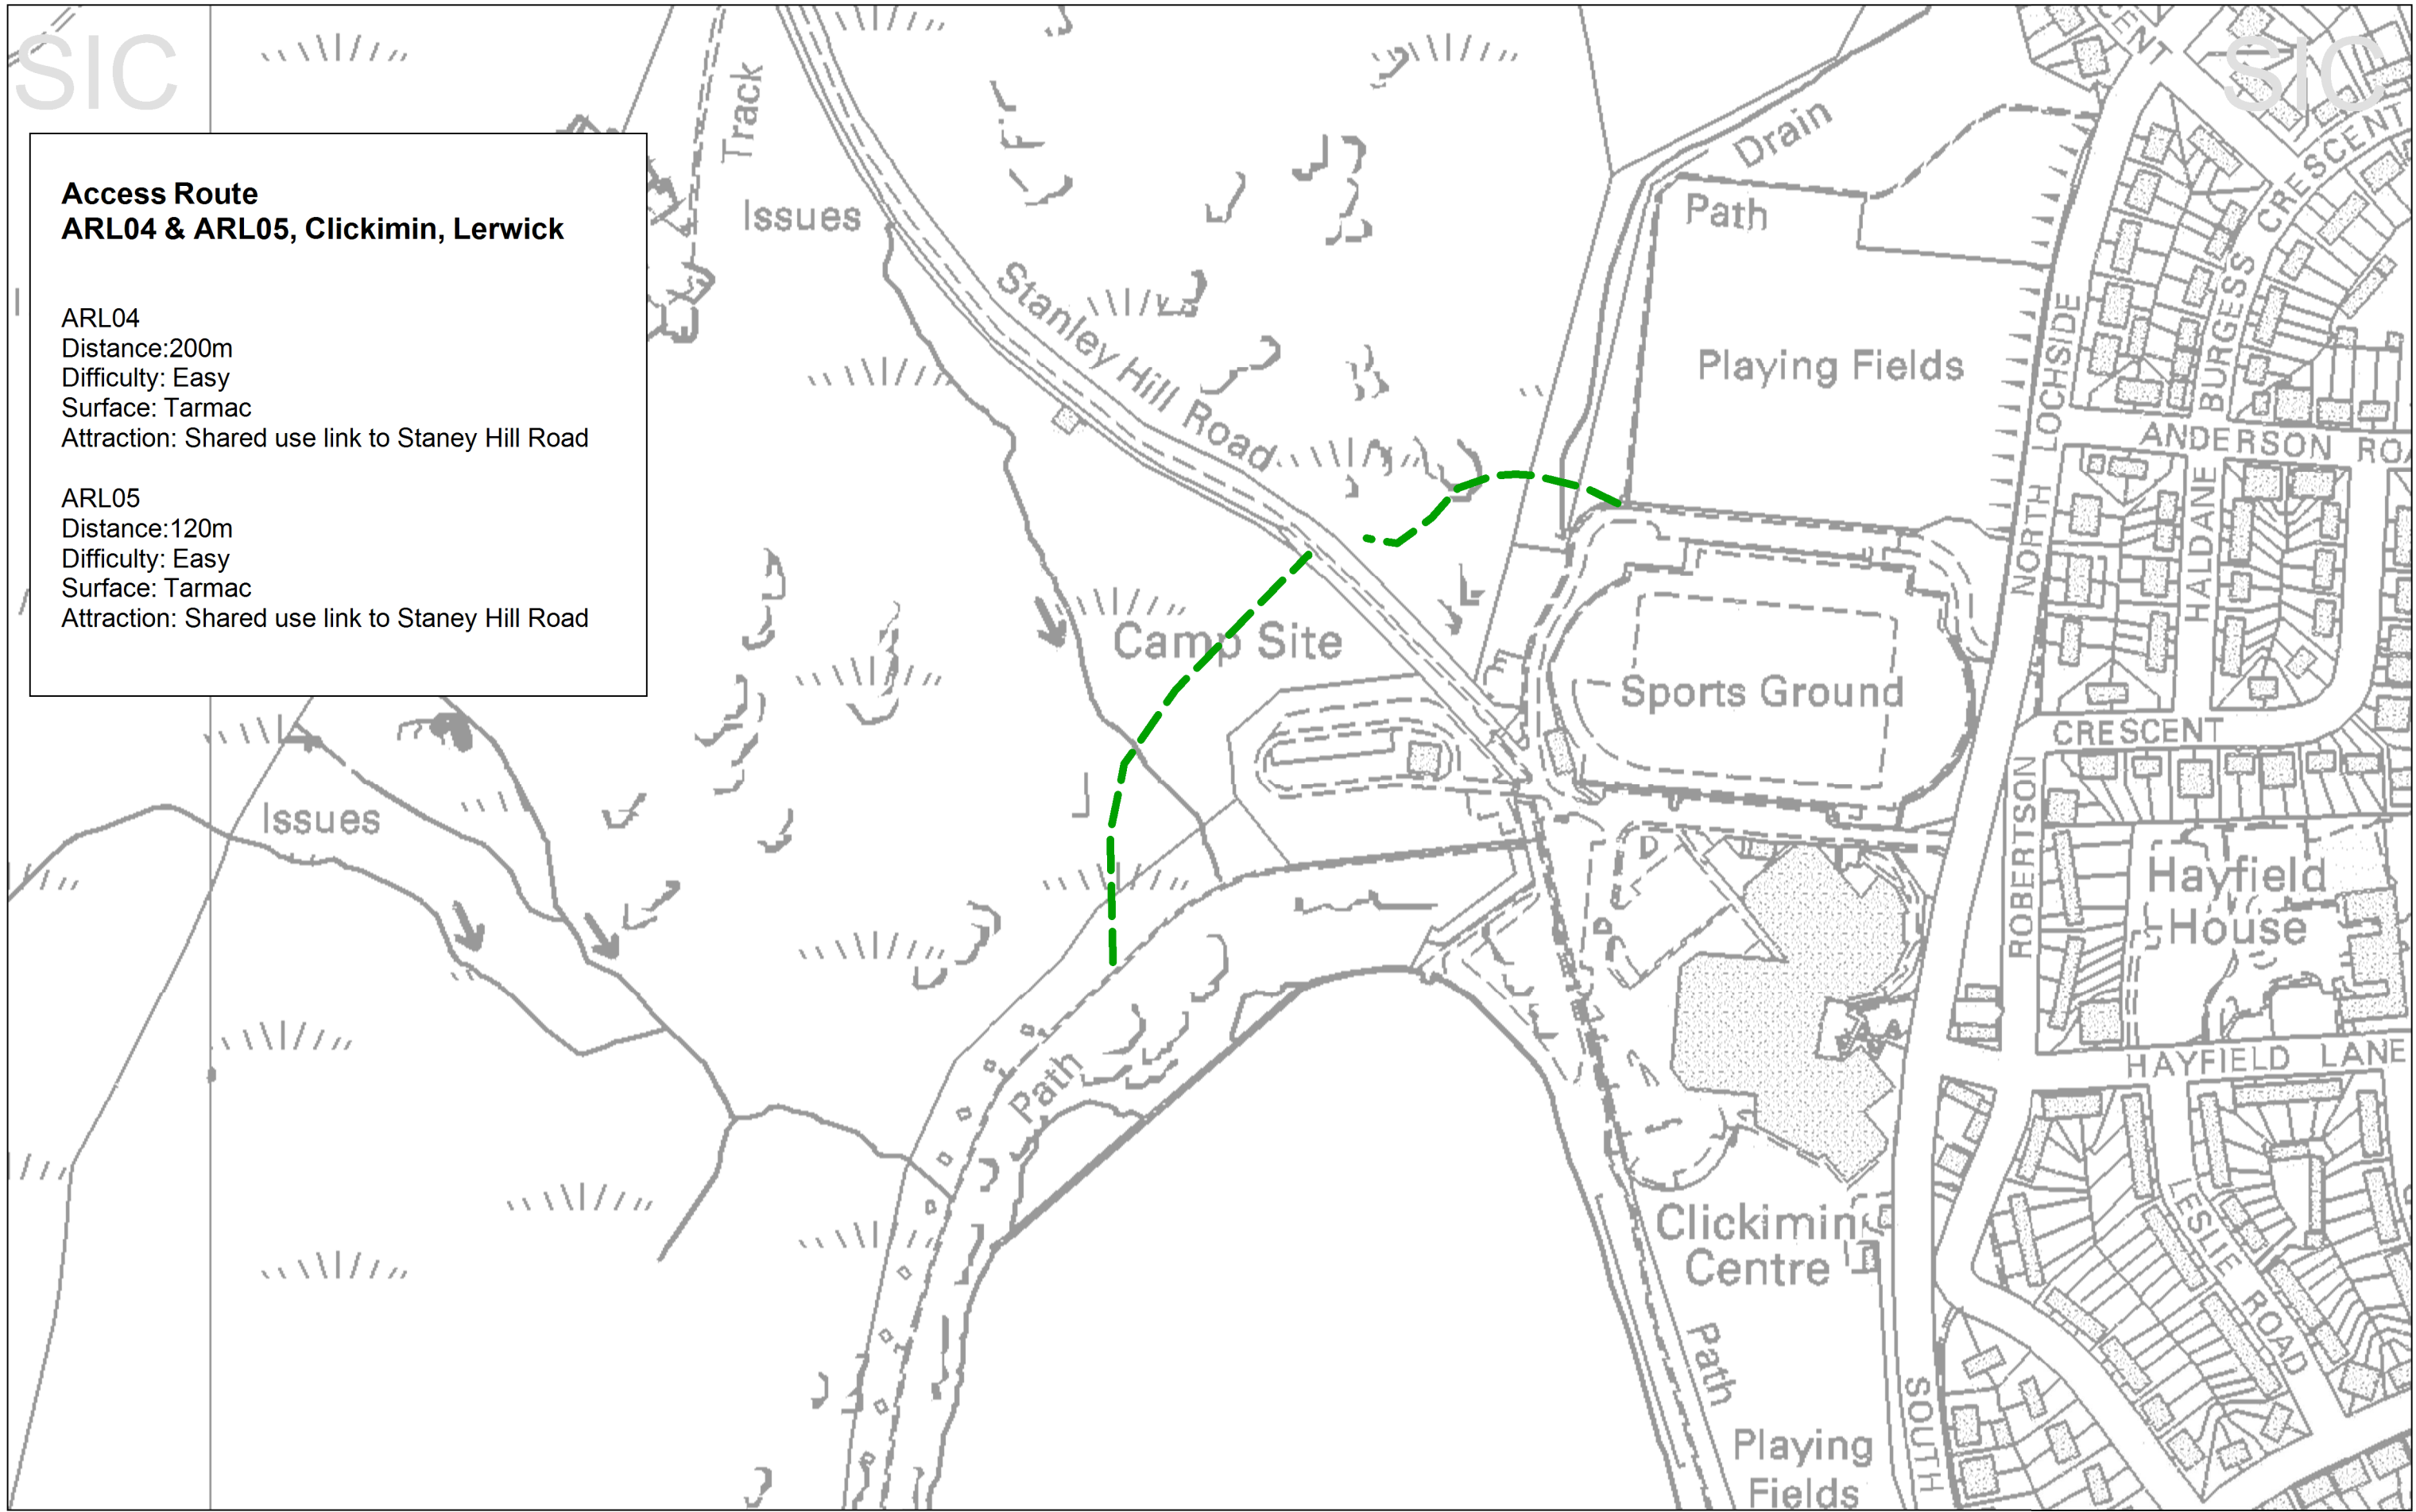 SIC
SIC
Access Route
ARL04 & ARL05, Clickimin, Lerwick
ARL04
Distance:200m
Difficulty: Easy
Surface: Tarmac
Attraction: Shared use link to Staney Hill Road
ARL05
Distance:120m
Difficulty: Easy
Surface: Tarmac
Attraction: Shared use link to Staney Hill Road
Track
Issues
Stanley Hill Road
Drain
Path
Playing Fields
CENT
CRESCENT
BURGESS
NORTH LOCHSIDE
ANDERSON ROA
HALDANE
Camp Site
Sports Ground
CRESCENT
Issues
ROBERTSON
D
D
Hayfield
House
HAYFIELD LANE
Path
Clickimin
Centre
LESLIE ROAD
Path
SOUTH
Playing
Fields